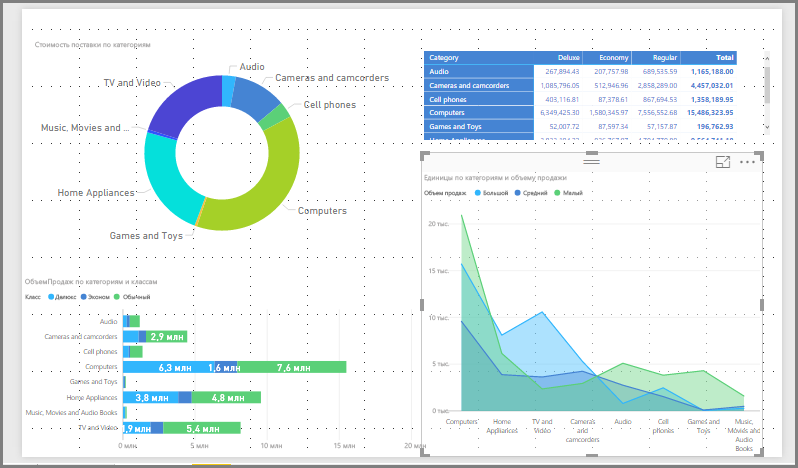 Стоимость поставки по категориям
Audio
Cameras and camcorders
Cell phones
Computers
Games and Toys
Home Appliances
Music, Movies and ...
TV and Video
Category Deluxe Economy Regular Total
Audio 267,894.43 207,757.98 689,535.59 1,165,188.00
Cameras and camcorders 1,085,796.05 512,946.96 2,858,289.00 4,457,032.01
Cell phones 403,116.81 87,378.61 867,694.53 1,358,189.95
Computers 6,349,425.30 1,580,345.97 7,556,552.68 15,486,323.95
Games and Toys 52,007.72 87,597.34 57,157.87 196,762.93
Единицы по категориям и объему продажи
Объем продаж Большой Средний Малый
20 тыс.
15 тыс.
10 тыс.
5 тыс.
0 тыс.
Computers Home Appliances TV and Video Cameras and camcorders Audio Cell phones Games and Toys Music, Movies and Audio Books
ОбъемПродаж по категориям и классам
Класс Делюкс Эконом Обычный
Audio
Cameras and camcorders 2,9 млн
Cell phones
Computers 6,3 млн 1,6 млн 7,6 млн
Games and Toys
Home Appliances 3,8 млн 4,8 млн
Music, Movies and Audio Books
TV and Video ,9 млн 5,4 млн
0 млн 5 млн 10 млн 15 млн 20 млн